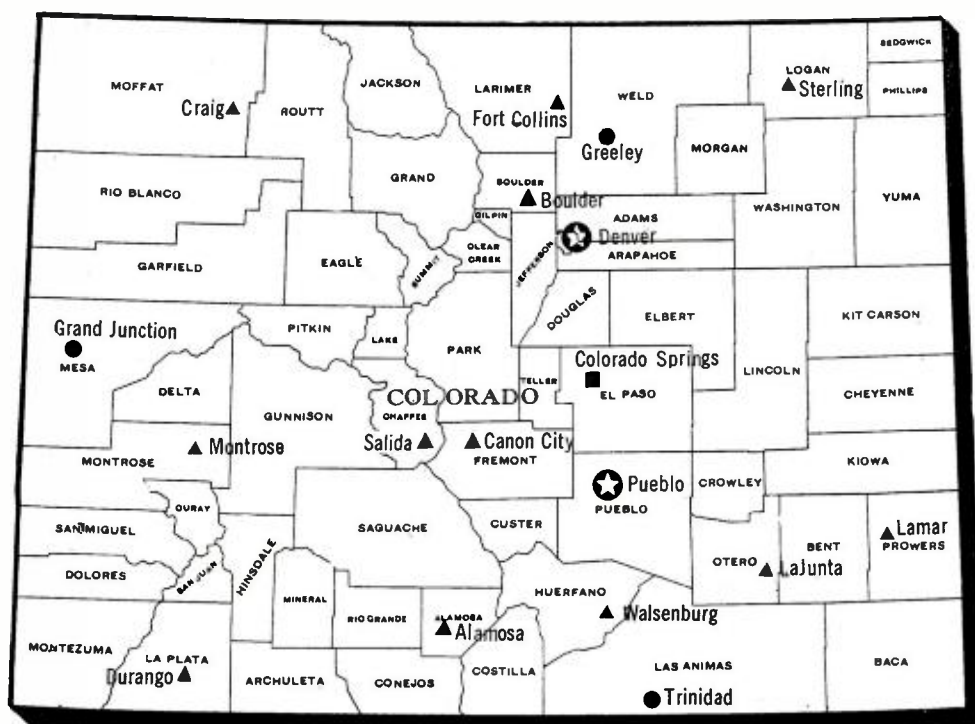 SEDGWICK
LOGAN
MOFFAT
JACKSON
LARIMER
Sterling
WELD
PHILLIPS
Craig
ROUTT
Fort Collins
Greeley
MORGAN
GRAND
BOULDER
Boulder
RIO BLANCO
WASHINGTON
YUMA
GILPIN
ADAMS
Denver
CLEAR
CREEK
JEFFERSON
ARAPAHOE
EAGLE
SUMMIT
GARFIELD
DOUGLAS
ELBERT
KIT CARSON
Grand Junction
PITKIN
LAKE
PARK
MESA
Colorado Springs
LINCOLN
TELLER
DELTA
COLORADO
EL PASO
CHEYENNE
GUNNISON
CHAFFEE
Montrose
Salida
Canon City
MONTROSE
FREMONT
KIOWA
Pueblo
CROWLEY
OURAY
PUEBLO
SAN MIGUEL
SAGUACHE
CUSTER
Lamar
BENT
PROWERS
HINSDALE
OTERO
LaJunta
DOLORES
SAN JUAN
HUERFANO
MINERAL
RIO GRANDE
ALAMOSA
Alamosa
Walsenburg
MONTEZUMA
LA PLATA
Durango
ARCHULETA
CONEJOS
COSTILLA
LAS ANIMAS
BACA
Trinidad